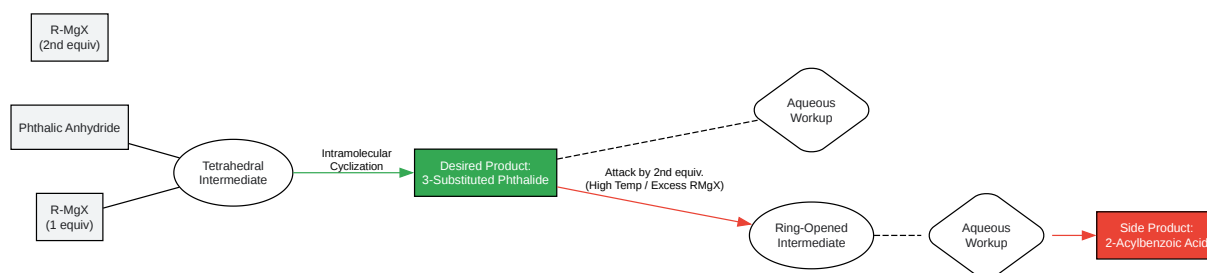 R-MgX
(2nd equiv)
Phthalic Anhydride
R-MgX
(1 equiv)
Tetrahedral
Intermediate
Intramolecular
Cyclization
Desired Product:
3-Substituted Phthalide
Aqueous
Workup
Attack by 2nd equiv.
(High Temp / Excess RMgX)
Ring-Opened
Intermediate
Aqueous
Workup
Side Product:
2-Acylbenzoic Acid